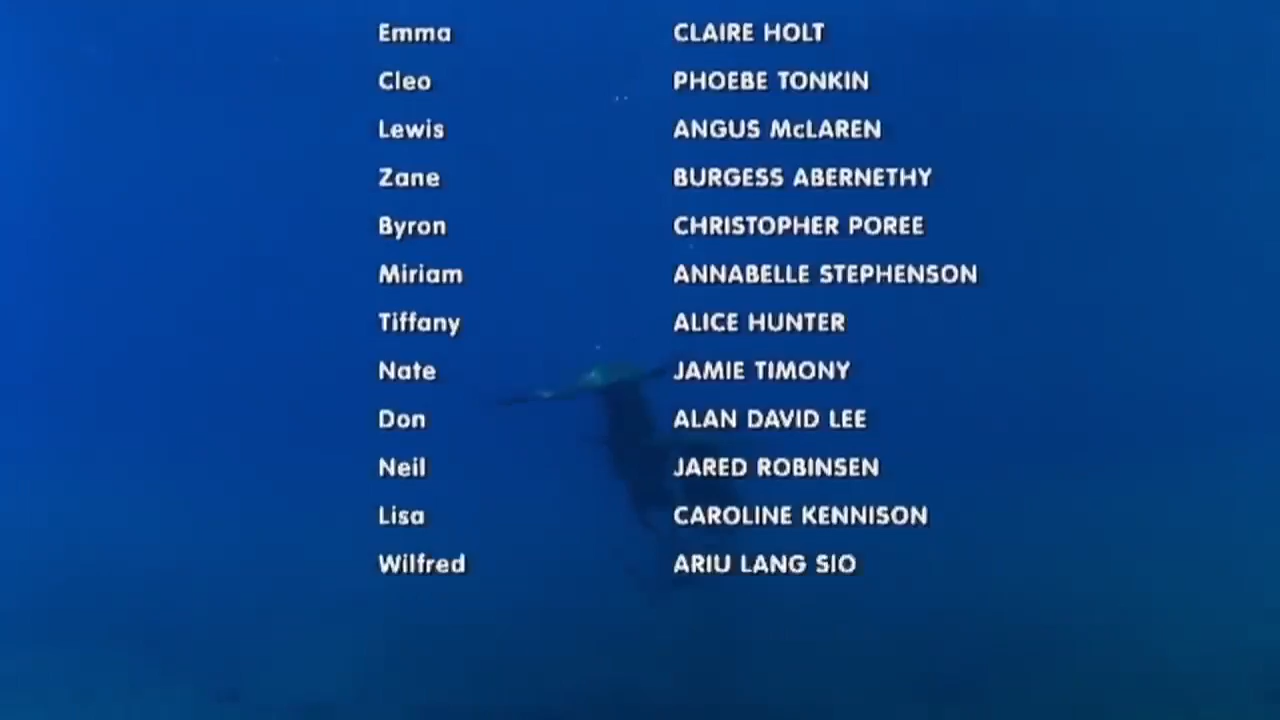 Emma CLAIRE HOLT
Cleo PHOEBE TONKIN
Lewis ANGUS McLAREN
Zane BURGESS ABERNETHY
Byron CHRISTOPHER POREE
Miriam ANNABELLE STEPHENSON
Tiffany ALICE HUNTER
Nate JAMIE TIMONY
Don ALAN DAVID LEE
Neil JARED ROBINSEN
Lisa CAROLINE KENNISON
Wilfred ARIU LANG SIO